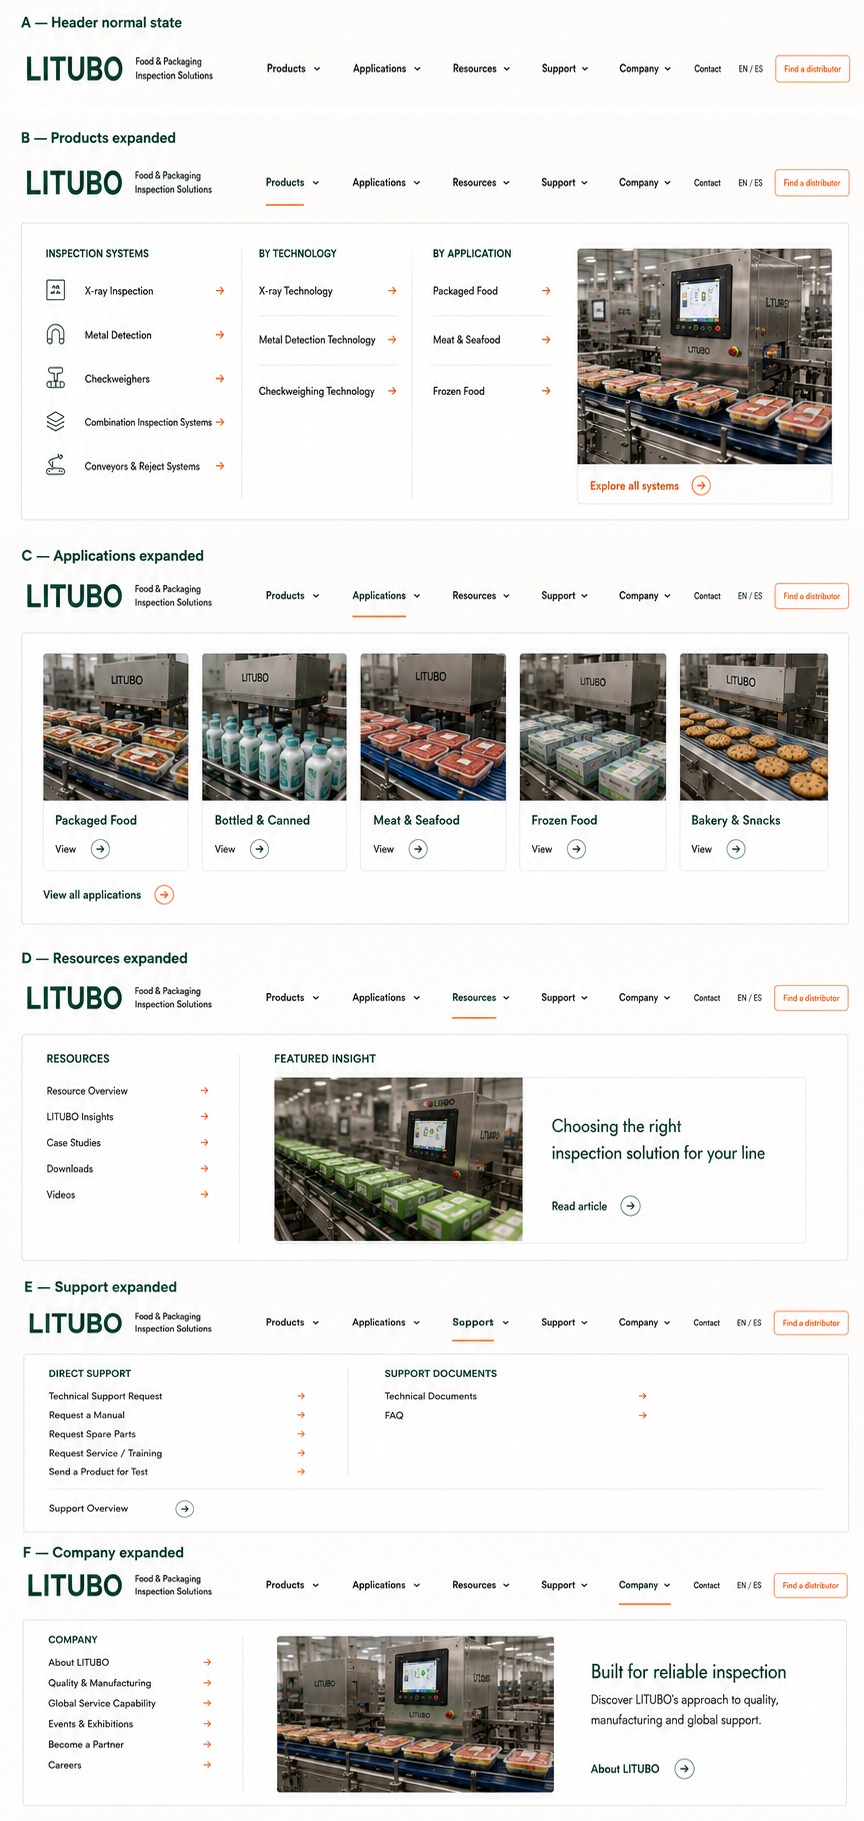 A — Header normal state
LITUBO
Food & Packaging
Inspection Solutions
Products
Applications
Resources
Support
Company
Contact
EN / ES
Find a distributor
B — Products expanded
LITUBO
Food & Packaging
Inspection Solutions
Products
Applications
Resources
Support
Company
Contact
EN / ES
Find a distributor
INSPECTION SYSTEMS
X-ray Inspection
Metal Detection
Checkweighers
Combination Inspection Systems
Conveyors & Reject Systems
BY TECHNOLOGY
X-ray Technology
Metal Detection Technology
Checkweighing Technology
BY APPLICATION
Packaged Food
Meat & Seafood
Frozen Food
LITUBO
LITUBO
Explore all systems
C — Applications expanded
LITUBO
Food & Packaging
Inspection Solutions
Products
Applications
Resources
Support
Company
Contact
EN / ES
Find a distributor
LITUBO
LITUBO
LITUBO
LITUBO
LITUBO
Packaged Food
View
Bottled & Canned
View
Meat & Seafood
View
Frozen Food
View
Bakery & Snacks
View
View all applications
D — Resources expanded
LITUBO
Food & Packaging
Inspection Solutions
Products
Applications
Resources
Support
Company
Contact
EN / ES
Find a distributor
RESOURCES
Resource Overview
LITUBO Insights
Case Studies
Downloads
Videos
FEATURED INSIGHT
Choosing the right
inspection solution for your line
Read article
E — Support expanded
LITUBO
Food & Packaging
Inspection Solutions
Products
Applications
Support
Support
Company
Contact
EN / ES
Find a distributor
DIRECT SUPPORT
Technical Support Request
Request a Manual
Request Spare Parts
Request Service / Training
Send a Product for Test
SUPPORT DOCUMENTS
Technical Documents
FAQ
Support Overview
F — Company expanded
LITUBO
Food & Packaging
Inspection Solutions
Products
Applications
Resources
Support
Company
Contact
EN / ES
Find a distributor
COMPANY
About LITUBO
Quality & Manufacturing
Global Service Capability
Events & Exhibitions
Become a Partner
Careers
LITUBO
LITUBO
Built for reliable inspection
Discover LITUBO's approach to quality,
manufacturing and global support.
About LITUBO